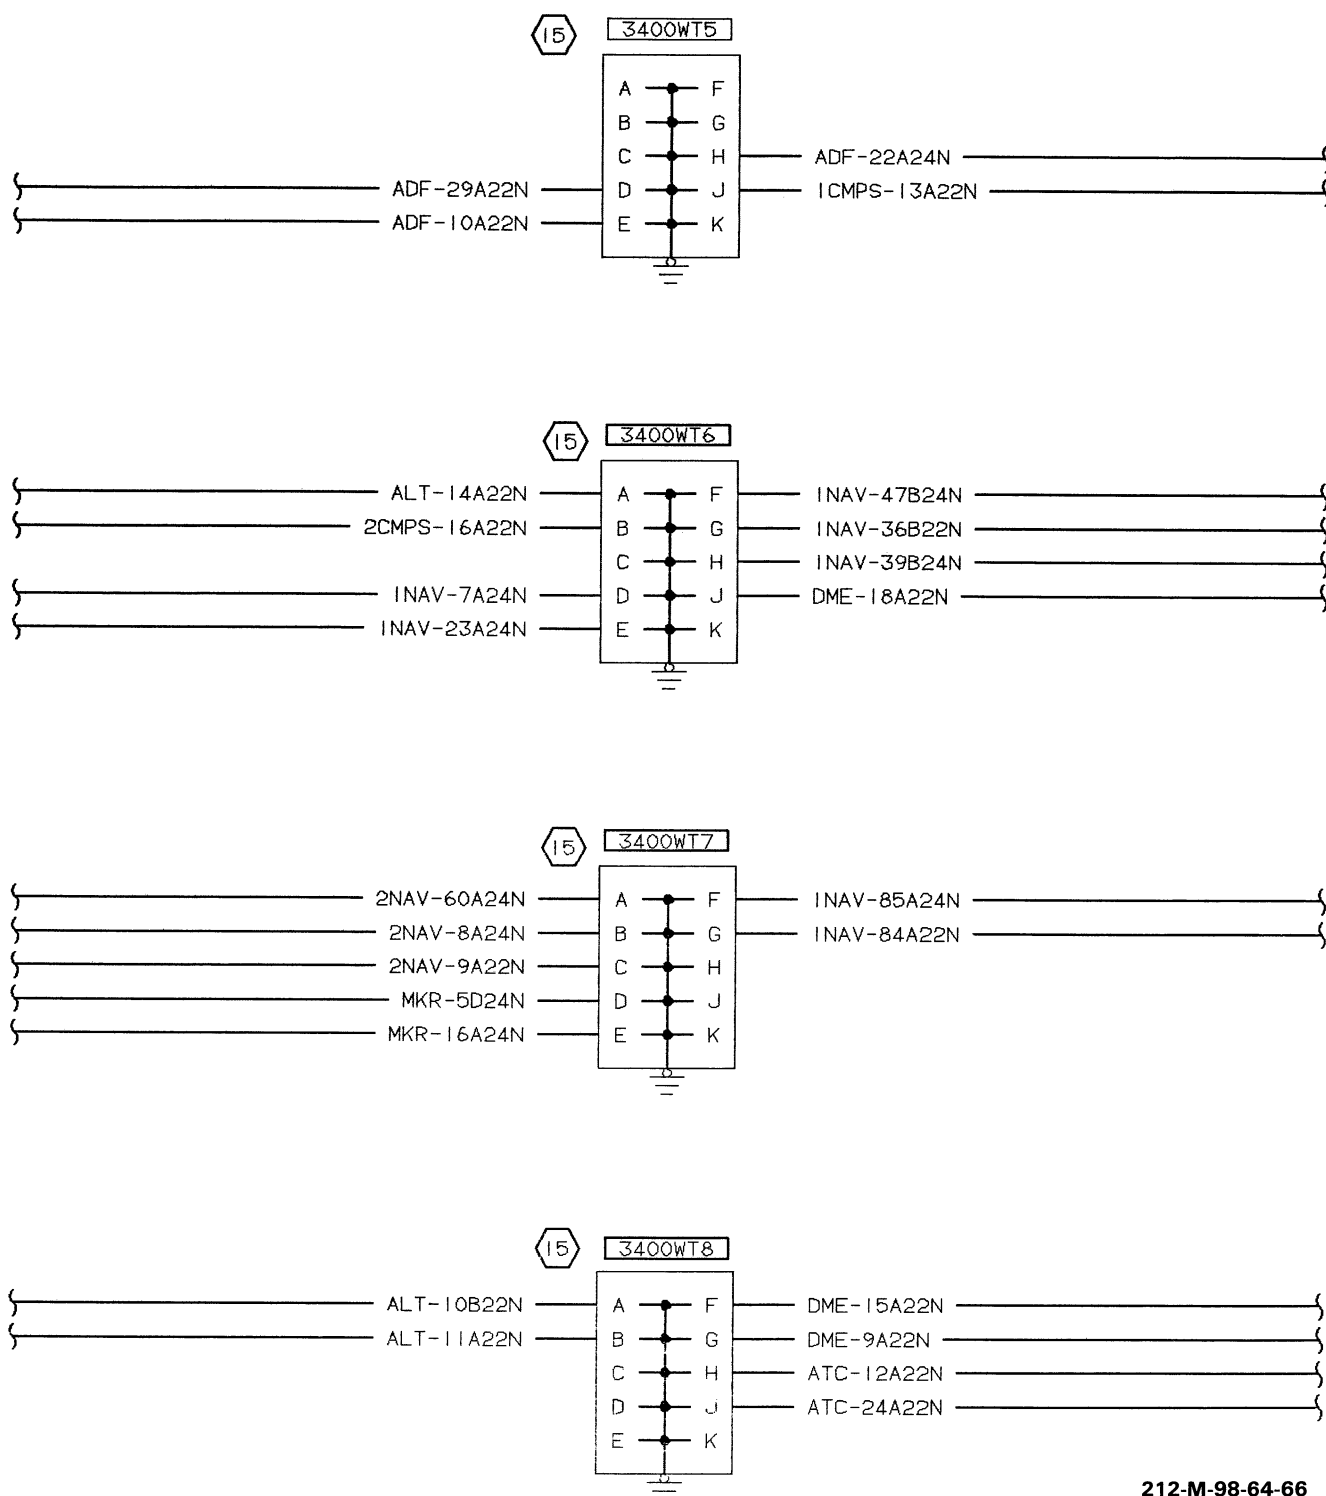 15 3400WT5
A F
B G
C H ADF-22A24N
ADF-29A22N D J 1CMPS-13A22N
ADF-10A22N E K
15 3400WT6
ALT-14A22N A F 1NAV-47B24N
2CMPS-16A22N B G 1NAV-36B22N
C H 1NAV-39B24N
1NAV-7A24N D J DME-18A22N
1NAV-23A24N E K
15 3400WT7
2NAV-60A24N A F 1NAV-85A24N
2NAV-8A24N B G 1NAV-84A22N
2NAV-9A22N C H
MKR-5D24N D J
MKR-16A24N E K
15 3400WT8
ALT-10B22N A F DME-15A22N
ALT-11A22N B G DME-9A22N
C H ATC-12A22N
D J ATC-24A22N
E K
212-M-98-64-66